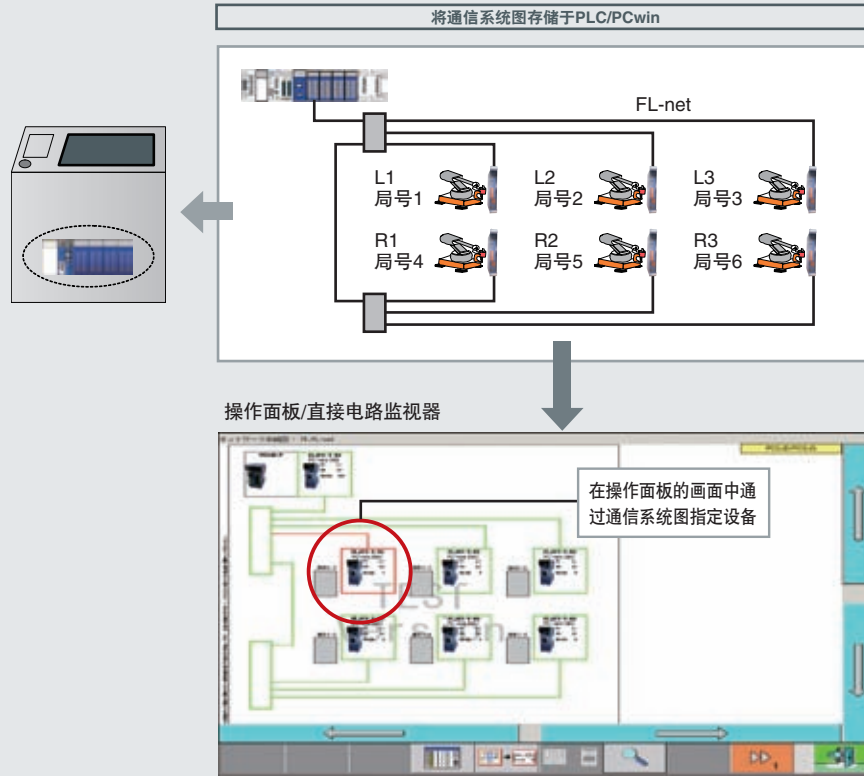 将通信系统图存储于PLC/PCwin
FL-net
L1
局号1
L2
局号2
L3
局号3
R1
局号4
R2
局号5
R3
局号6
操作面板/直接电路监视器
在操作面板的画面中通
过通信系统图指定设备
TEST